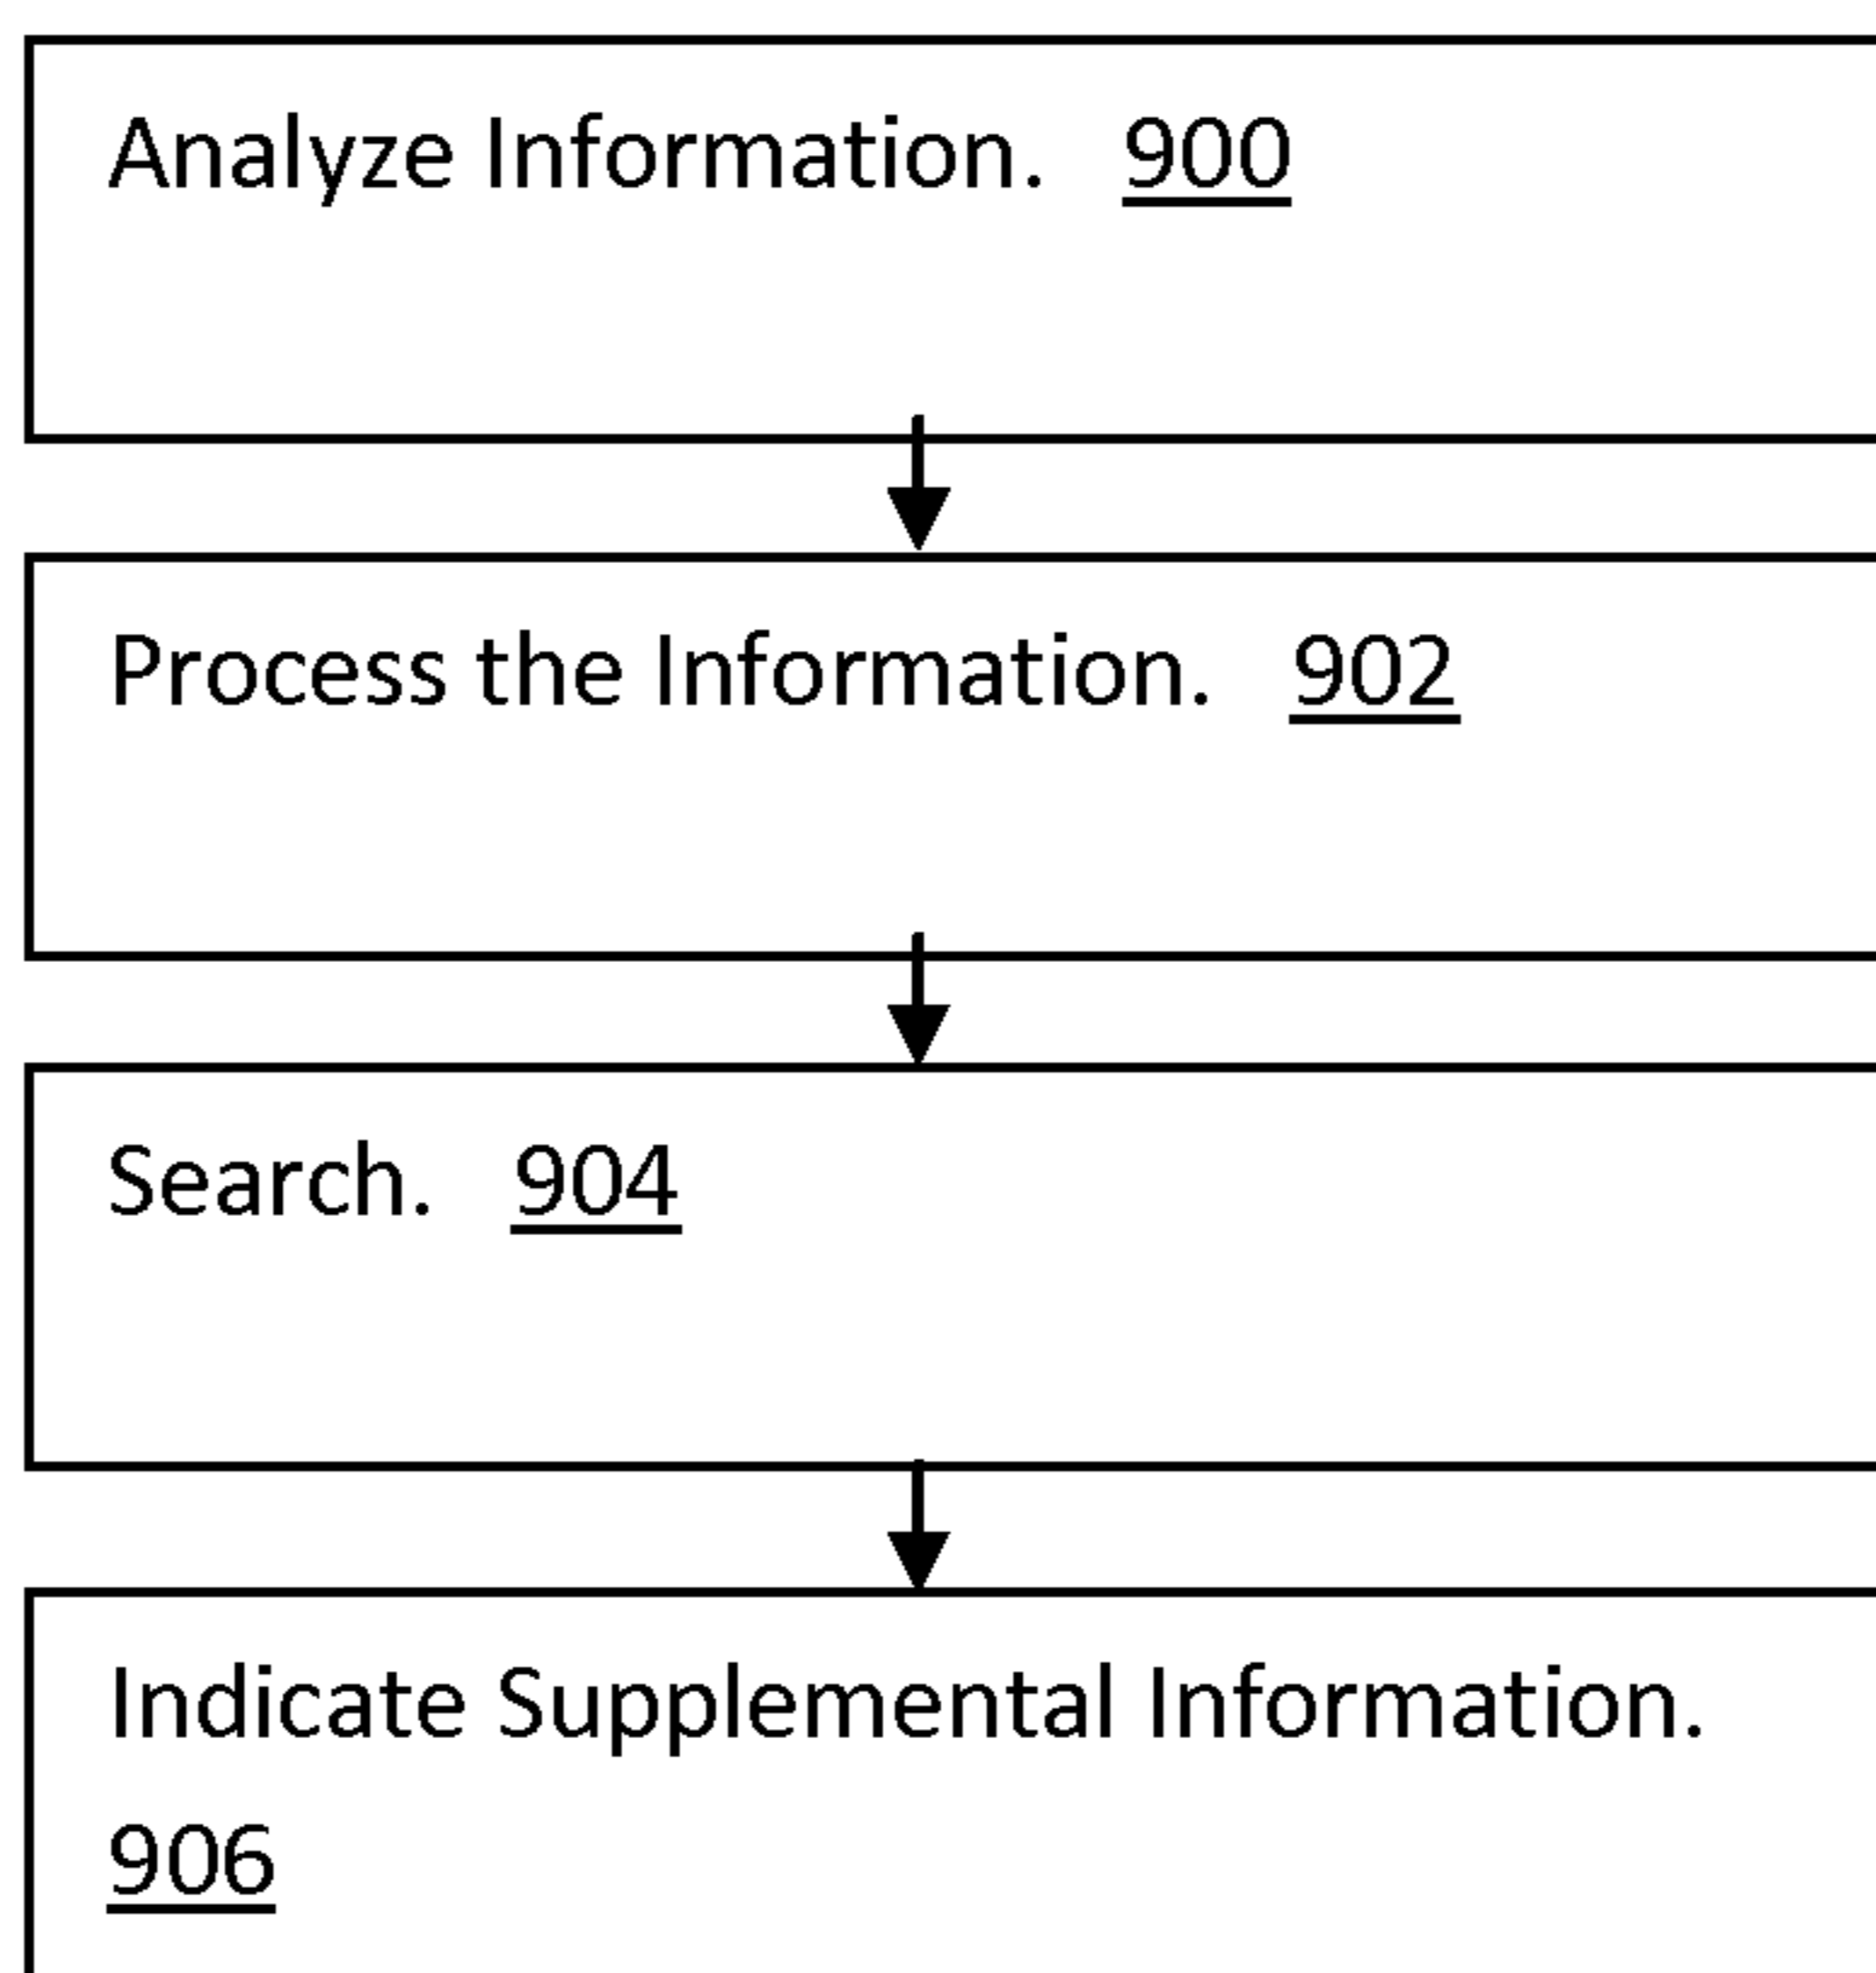 Analyze Information. 900
Process the Information. 902
Search. 904
Indicate Supplemental Information.
906